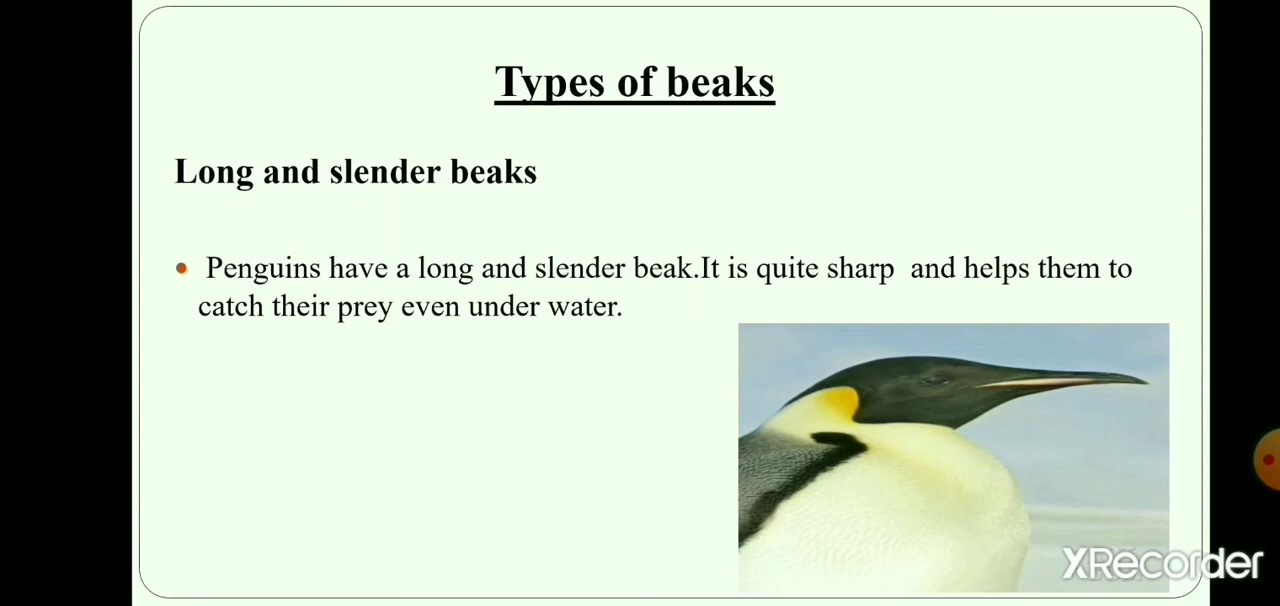 Types of beaks
Long and slender beaks
• Penguins have a long and slender beak.It is quite sharp  and helps them to
catch their prey even under water.
XRecorder